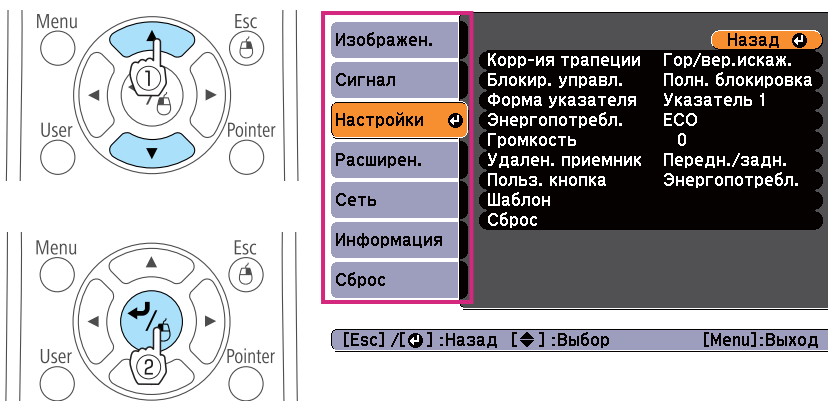 Menu
Esc
1
User
Pointer
Menu
Esc
User
Pointer
2
Изображен.
Сигнал
Настройки
Расширен.
Сеть
Информация
Сброс
Назад
Корр-ия трапеции Гор/вер.искаж.
Блокир. управл. Полн. блокировка
Форма указателя Указатель 1
Энергопотребл. ECO
Громкость 0
Удален. приемник Передн./задн.
Польз. кнопка Энергопотребл.
Шаблон
Сброс
[Esc] /[ ] :Назад [ ] :Выбор [Menu]:Выход